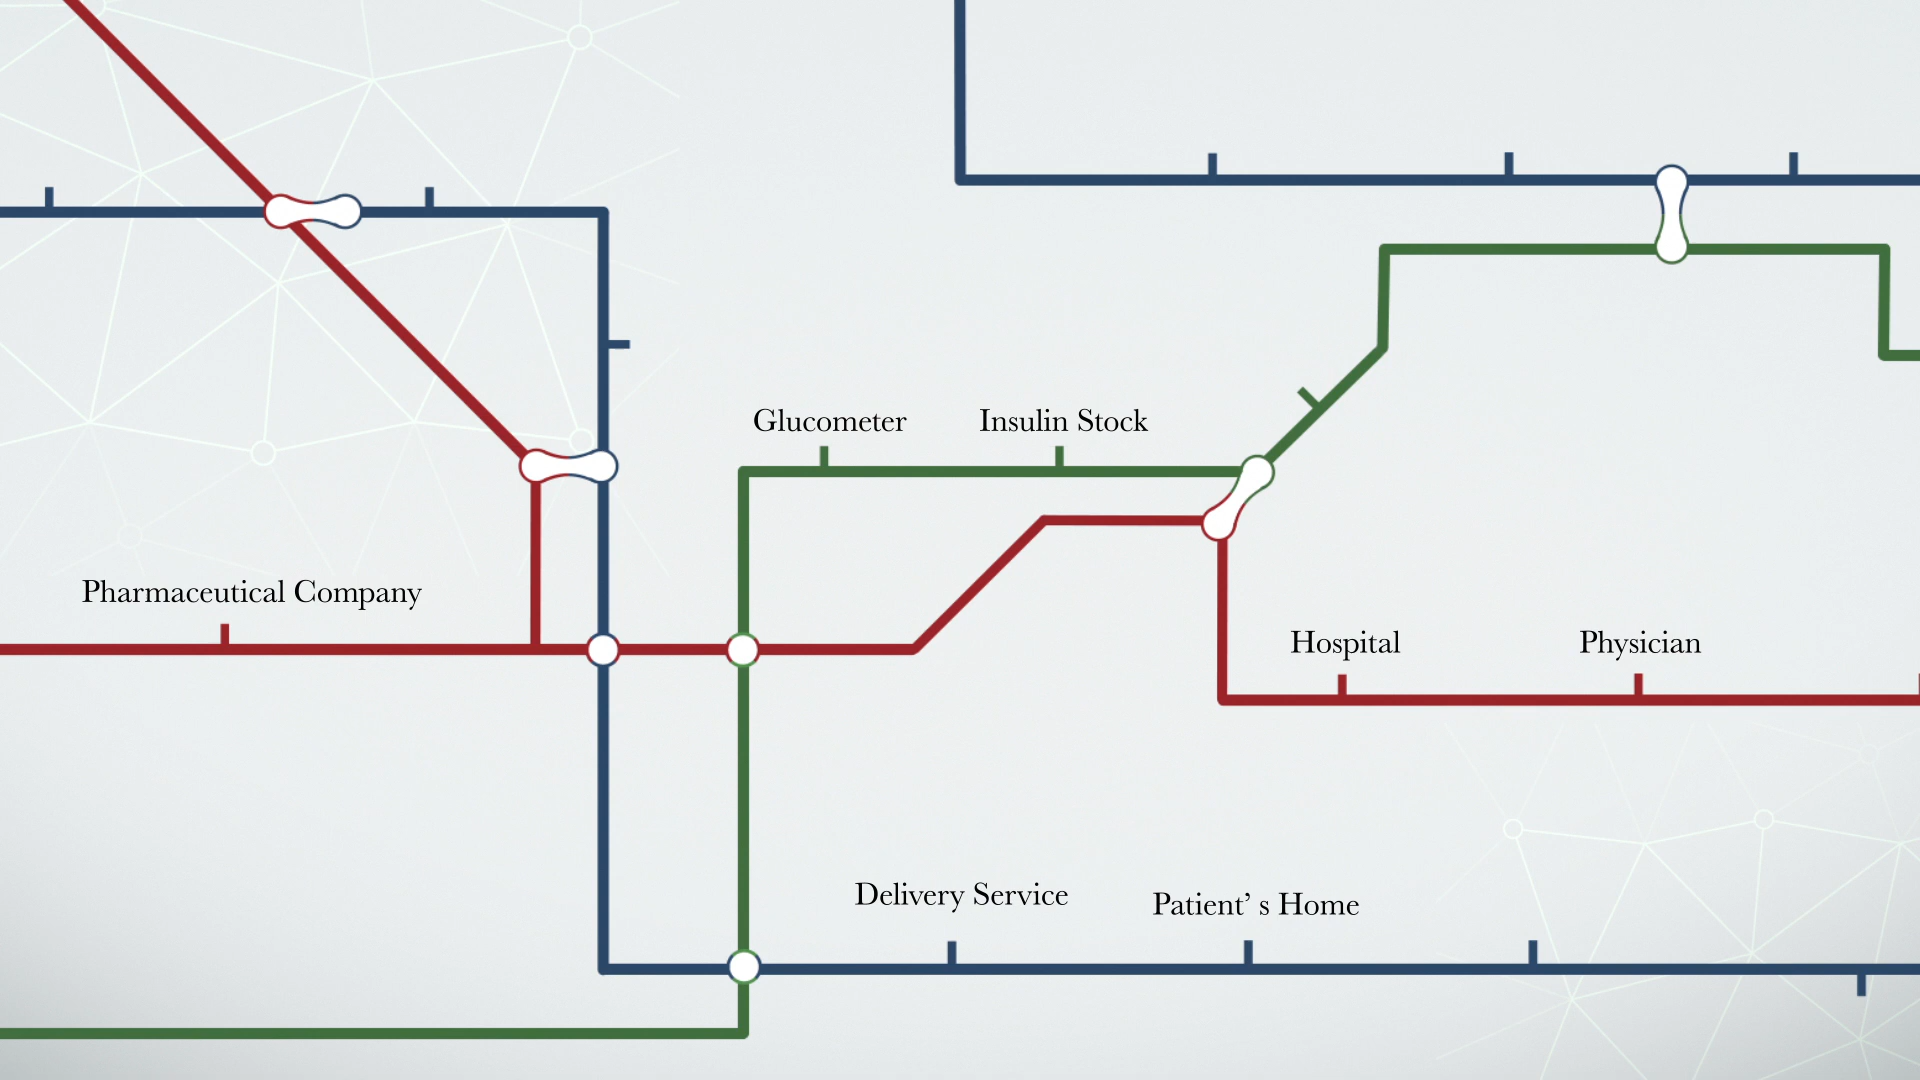 Glucometer
Insulin Stock
Pharmaceutical Company
Hospital
Physician
Delivery Service
Patient’ s Home